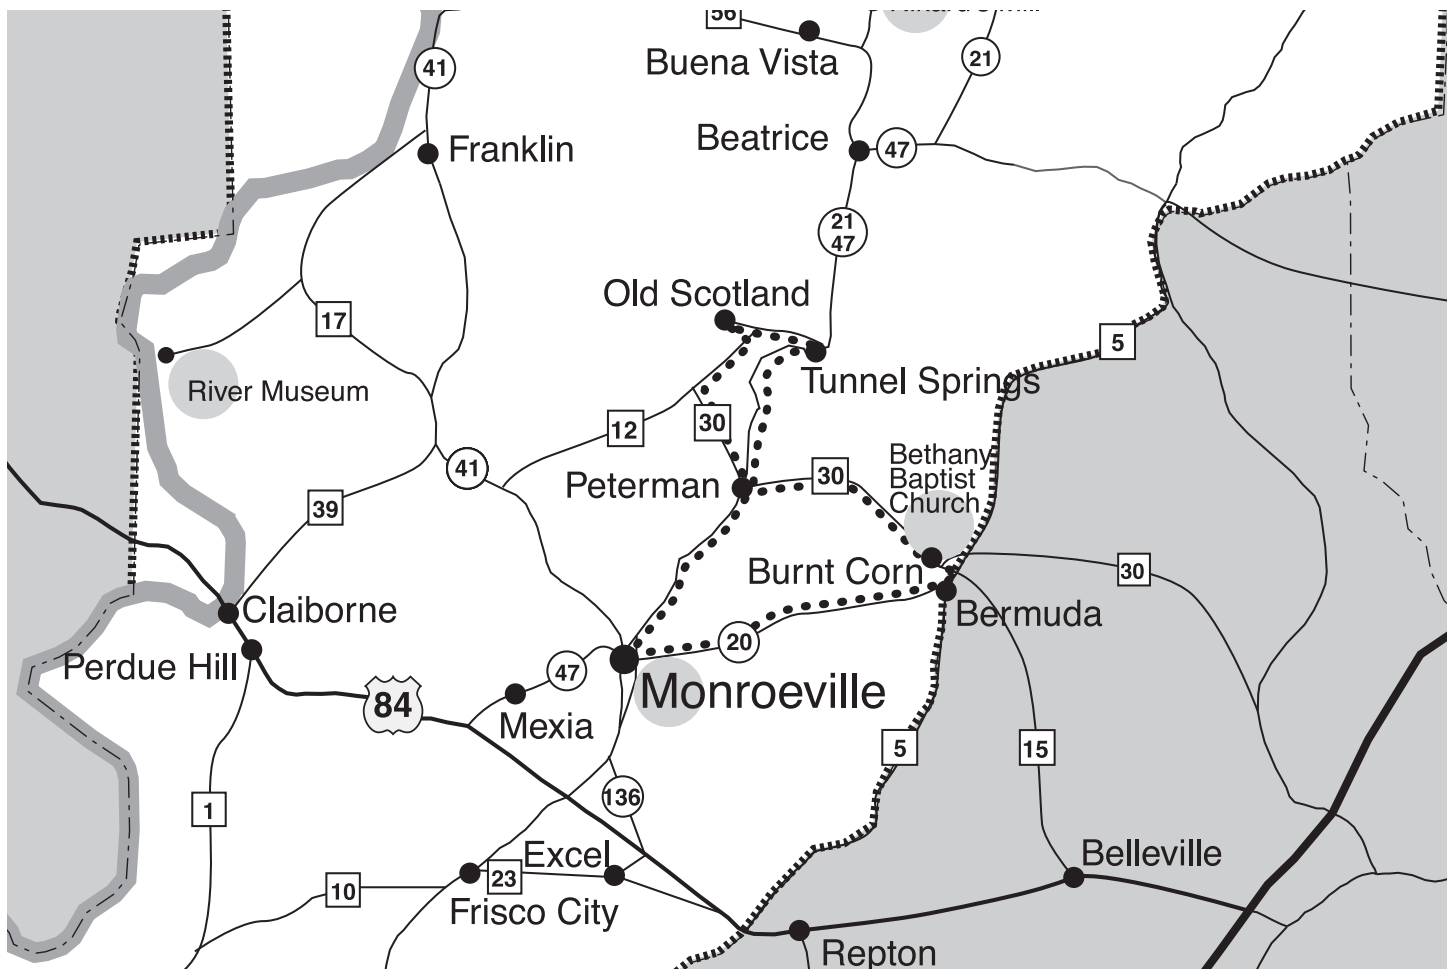 56
Buena Vista
41
21
Beatrice
47
Franklin
21
47
Old Scotland
17
5
Tunnel Springs
River Museum
12
30
Bethany
Baptist
Church
41
Peterman
30
39
Burnt Corn
30
Claiborne
Bermuda
20
Perdue Hill
47
Monroeville
84
Mexia
5
15
136
1
Excel
Belleville
23
10
Frisco City
Repton